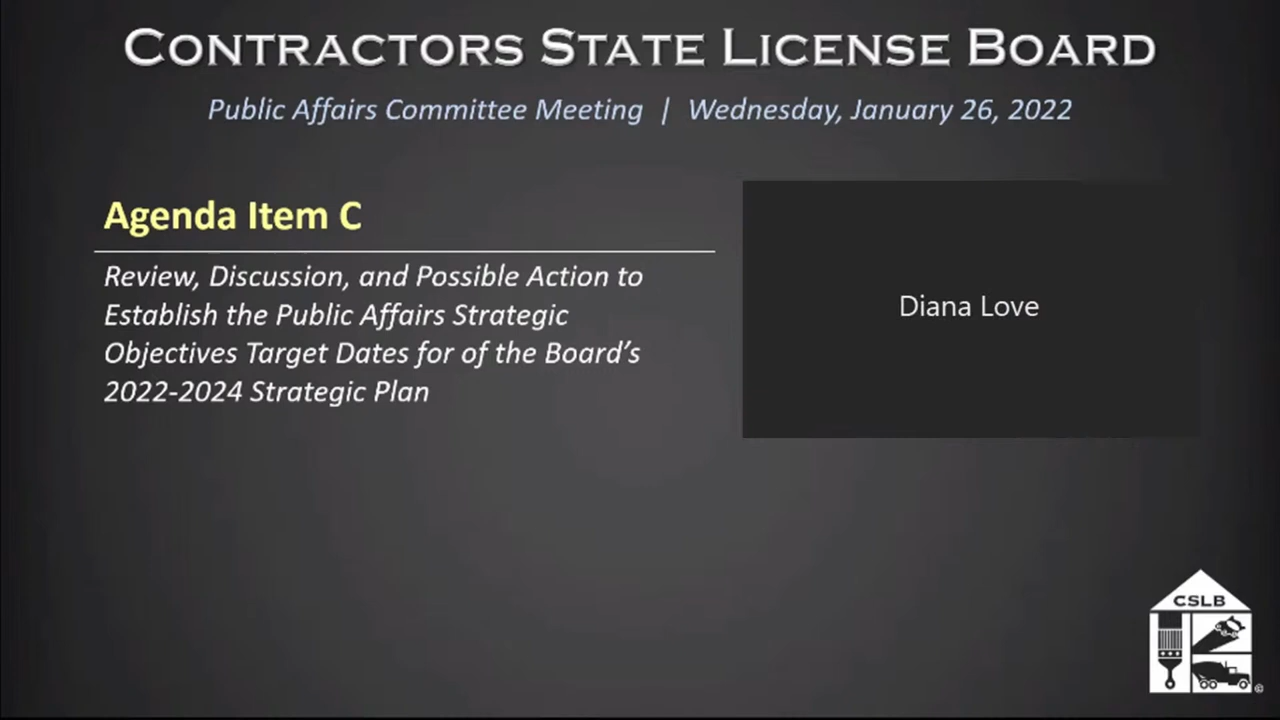 CONTRACTORS STATE LICENSE BOARD
Public Affairs Committee Meeting | Wednesday, January 26, 2022
Agenda Item C
Review, Discussion, and Possible Action to
Establish the Public Affairs Strategic
Objectives Target Dates for of the Board's
2022-2024 Strategic Plan
Diana Love
CSLB
©